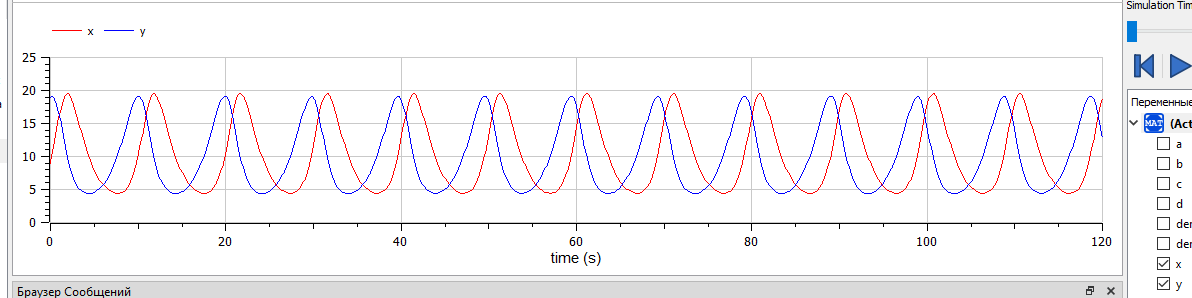 Simulation Tim
x
y
25
20
15
10
5
0
0
20
40
60
80
100
120
time (s)
Переменные
MAT
(Act
a
b
c
d
der
der
x
y
Браузер Сообщений